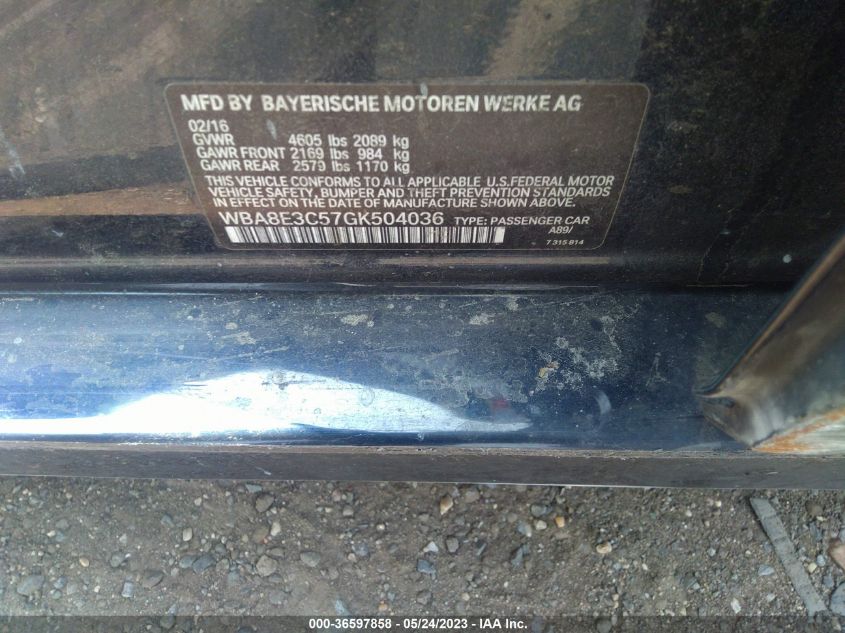 MFD BY BAYERISCHE MOTOREN WERKE AG
02/16
GVWR 4605 lbs 2089 kg
GAWR FRONT 2169 lbs 984 kg
GAWR REAR 2579 lbs 1170 kg
THIS VEHICLE CONFORMS TO ALL APPLICABLE U.S.FEDERAL MOTOR
VEHICLE SAFETY, BUMPER AND THEFT PREVENTION STANDARDS
IN EFFECT ON THE DATE OF MANUFACTURE SHOWN ABOVE.
WBA8E3C57GK504036 TYPE: PASSENGER CAR
A89/
7 315 814
000-36597858 - 05/24/2023 - IAA Inc.